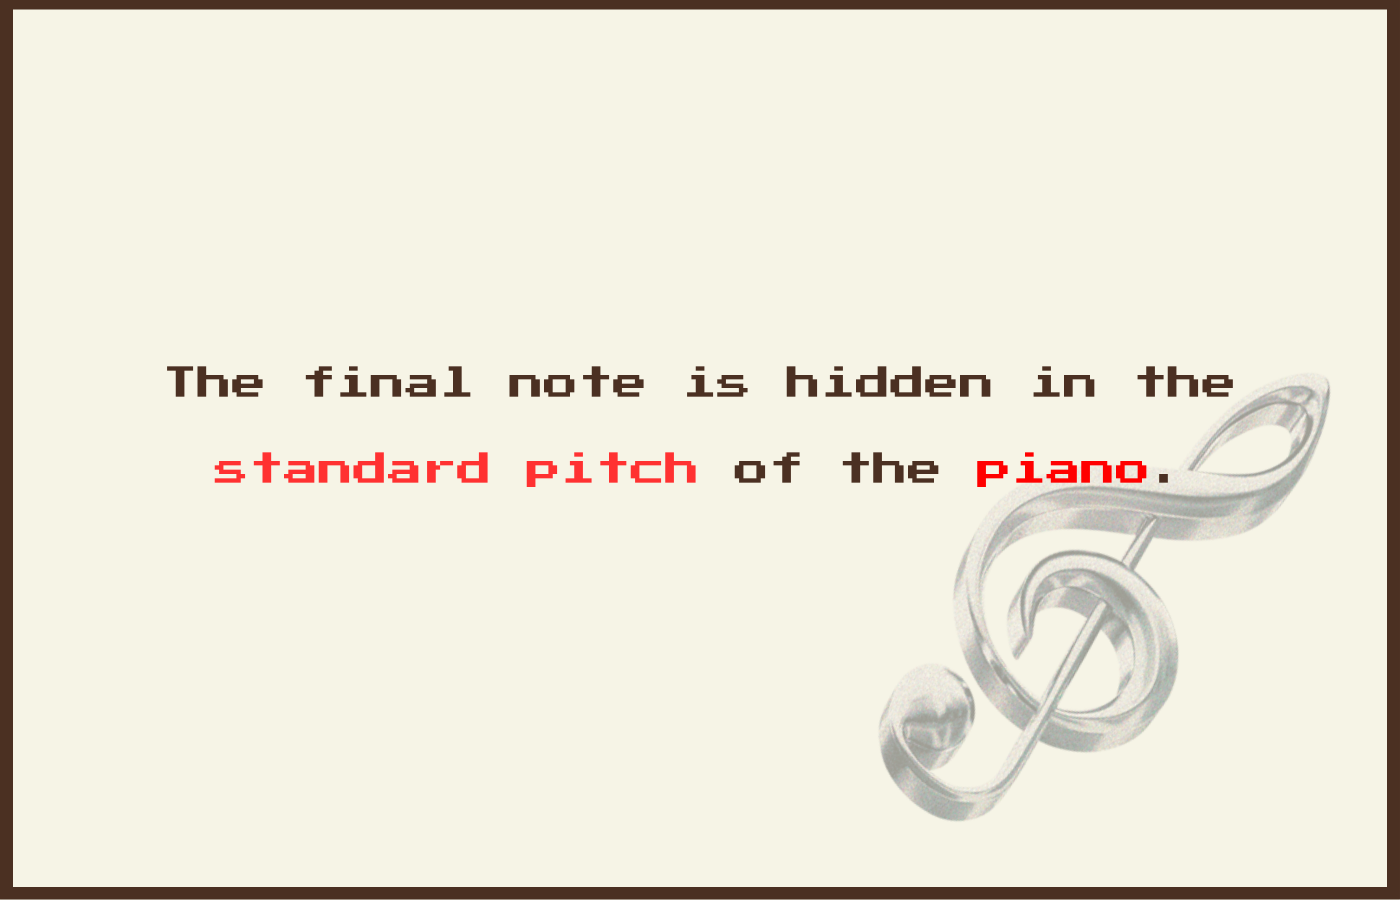 The final note is hidden in the
standard pitch of the piano.